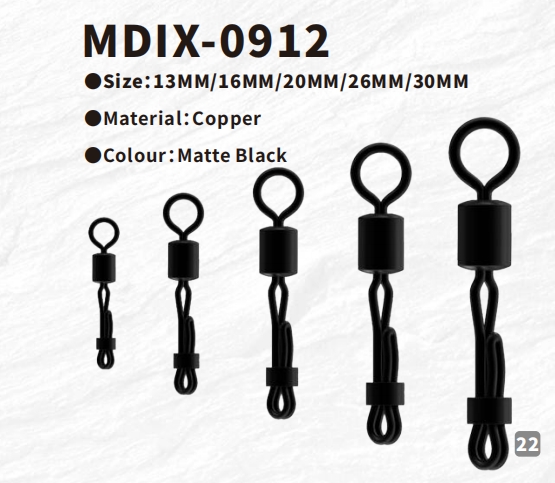 MDIX-0912
●Size:13MM/16MM/20MM/26MM/30MM
●Material:Copper
●Colour:Matte Black
22